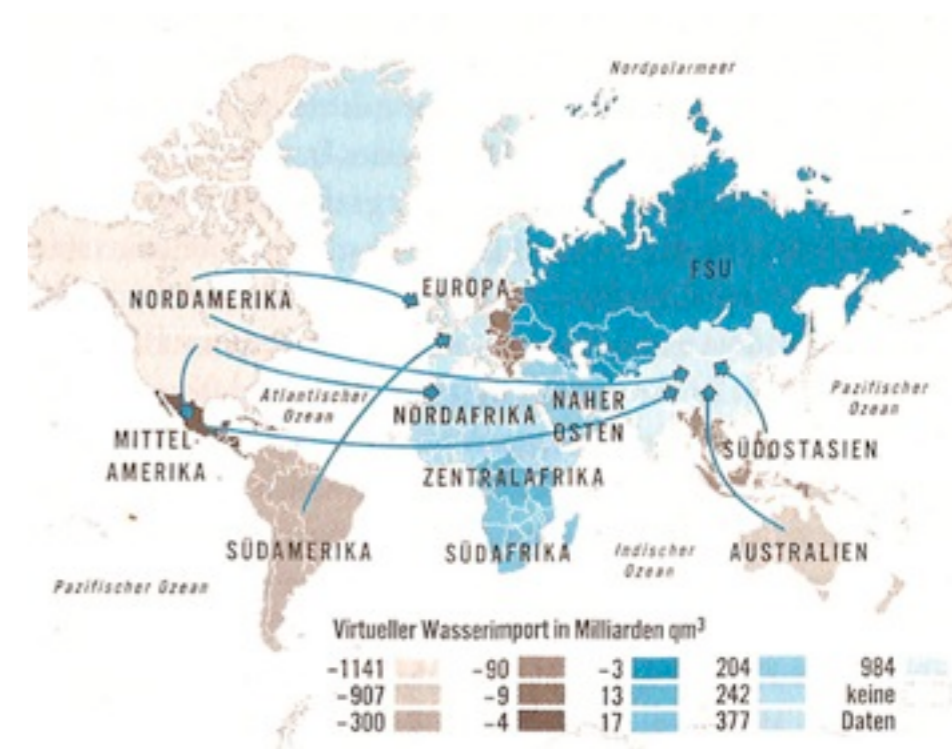 Nordpolarmeer
FSU
EUROPA
NORDAMERIKA
Pazifischer
Ozean
Atlantischer
Ozean
NORDAFRIKA
NAHER
OSTEN
MITTEL-
AMERIKA
SÜDOSTASIEN
ZENTRALAFRIKA
SÜDAMERIKA
SÜDAFRIKA
Indischer
Ozean
AUSTRALIEN
Pazifischer Ozean
Virtueller Wasserimport in Milliarden qm³
-1141 -90 -3 204 984
-907 -9 13 242 keine
-300 -4 17 377 Daten